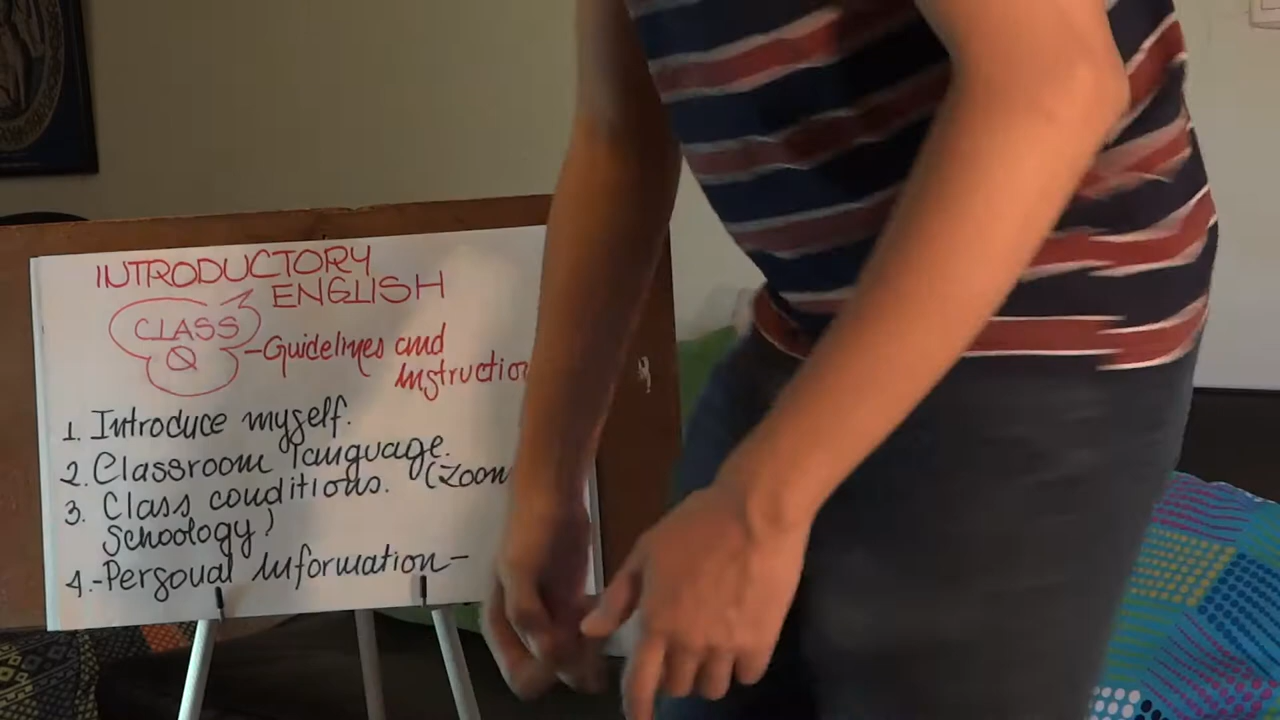 INTRODUCTORY
ENGLISH
CLASS
0
-Guidelines and
Instruction
1. Introduce myself.
2. Classroom language.
3. Class conditions. (Zoom
Schoology)
4.-Personal Information-